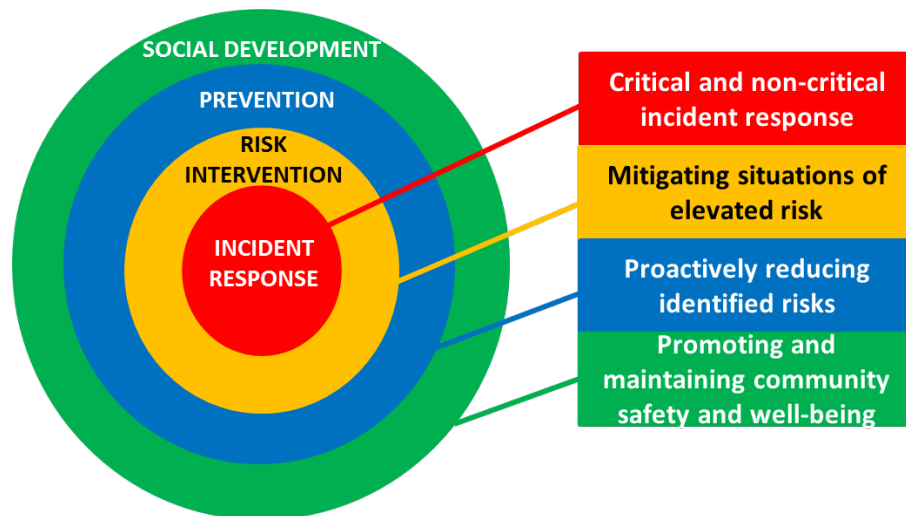 SOCIAL DEVELOPMENT
PREVENTION
RISK
INTERVENTION
INCIDENT
RESPONSE
Critical and non-critical
incident response
Mitigating situations of
elevated risk
Proactively reducing
identified risks
Promoting and
maintaining community
safety and well-being